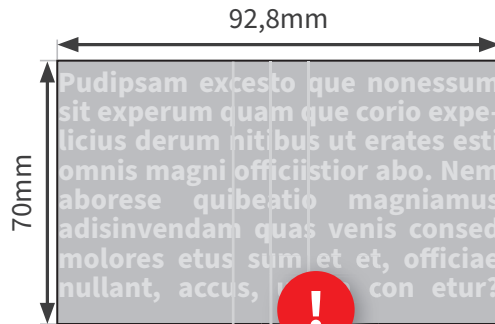 92,8mm
70mm
Pudipsam excesto que nonessum
sit experum quam que corio expe-
licius derum hitibus ut erates esti
omnis magni officiistior abo. Nem
aborese quibeatio magniamus
adisinvendam quas venis consed
molores etus sum et et, officiae
nullant, accus, con etur?
!